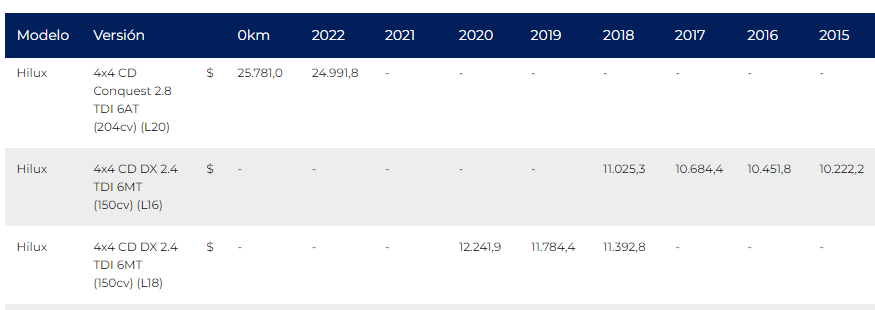 Modelo Versión 0km 2022 2021 2020 2019 2018 2017 2016 2015
Hilux 4x4 CD $ 25.781,0 24.991,8 - - - - - - -
Conquest 2.8
TDI 6AT
(204cv) (L20)
Hilux 4x4 CD DX 2.4 $ - - - - - 11.025,3 10.684,4 10.451,8 10.222,2
TDI 6MT
(150cv) (L16)
Hilux 4x4 CD DX 2.4 $ - - - 12.241,9 11.784,4 11.392,8 - - -
TDI 6MT
(150cv) (L18)